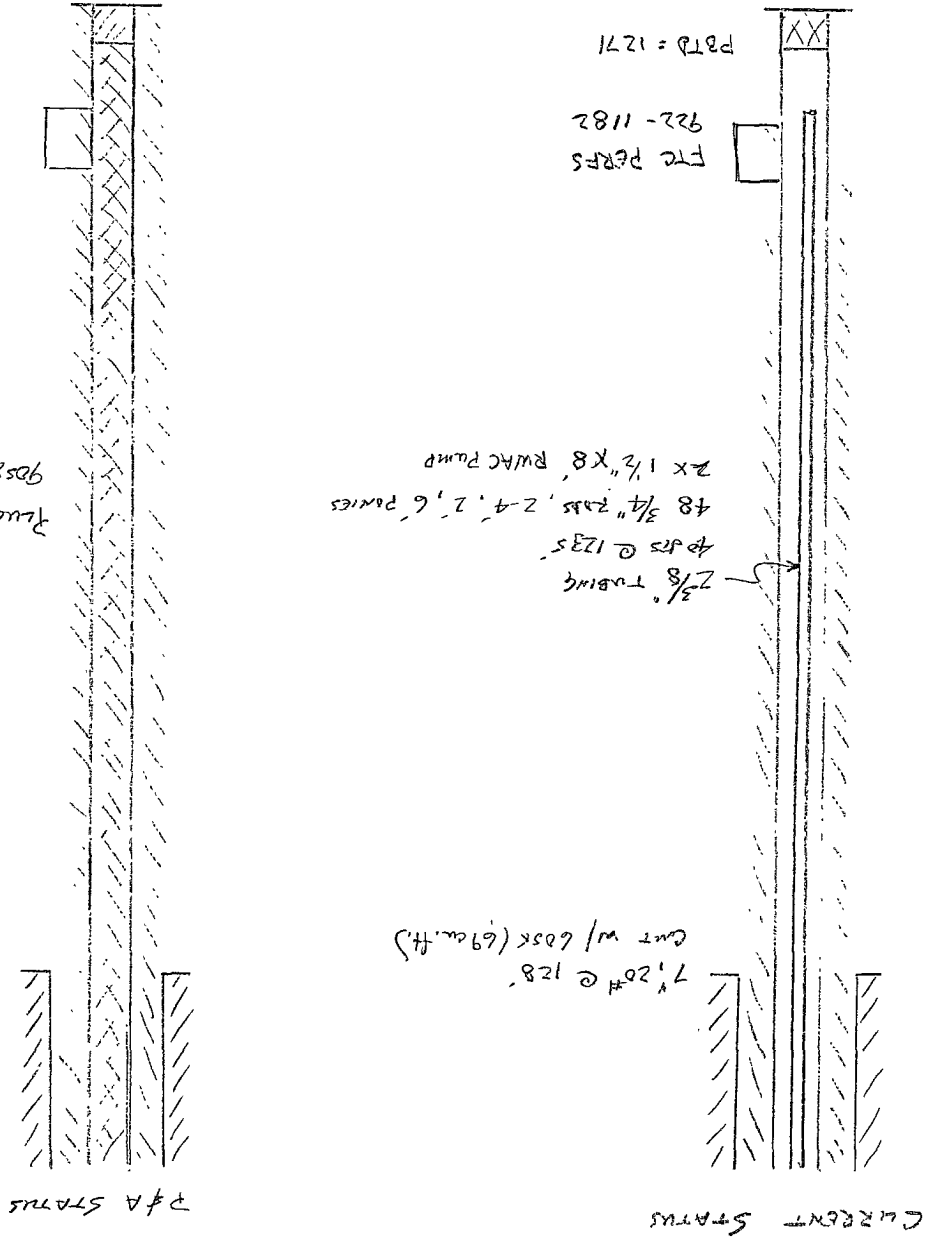 CURRENT STATUS
P&A STATUS
7", 20# @ 128'
Cmt w/ 60sx (69 cu.ft.)
2 3/8" TUBING
40 jts @ 1235'
48 3/4" RODS, 2-4', 2', 6' PONIES
2 x 1 1/2" x 8' RWAC PUMP
FTC PERFS
922 - 1182
PBTD = 1271